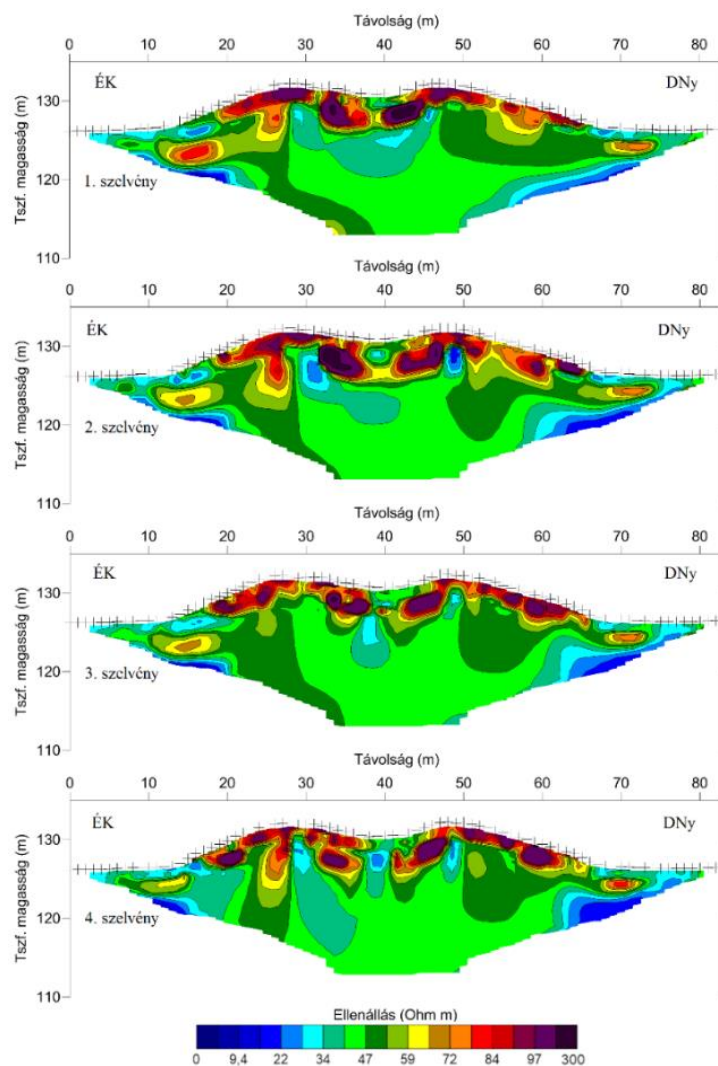 Távolság (m)
0 10 20 30 40 50 60 70 80
ÉK DNy
130
120
110
Tszf. magasság (m)
1. szelvény
Távolság (m)
0 10 20 30 40 50 60 70 80
ÉK DNy
130
120
110
Tszf. magasság (m)
2. szelvény
Távolság (m)
0 10 20 30 40 50 60 70 80
ÉK DNy
130
120
110
Tszf. magasság (m)
3. szelvény
Távolság (m)
0 10 20 30 40 50 60 70 80
ÉK DNy
130
120
110
Tszf. magasság (m)
4. szelvény
Ellenállás (Ohm m)
0 9,4 22 34 47 59 72 84 97 300